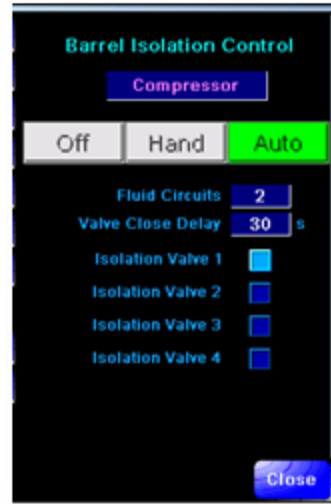 Barrel Isolation Control
Compressor
Off Hand Auto
Fluid Circuits 2
Valve Close Delay 30 s
Isolation Valve 1
Isolation Valve 2
Isolation Valve 3
Isolation Valve 4
Close